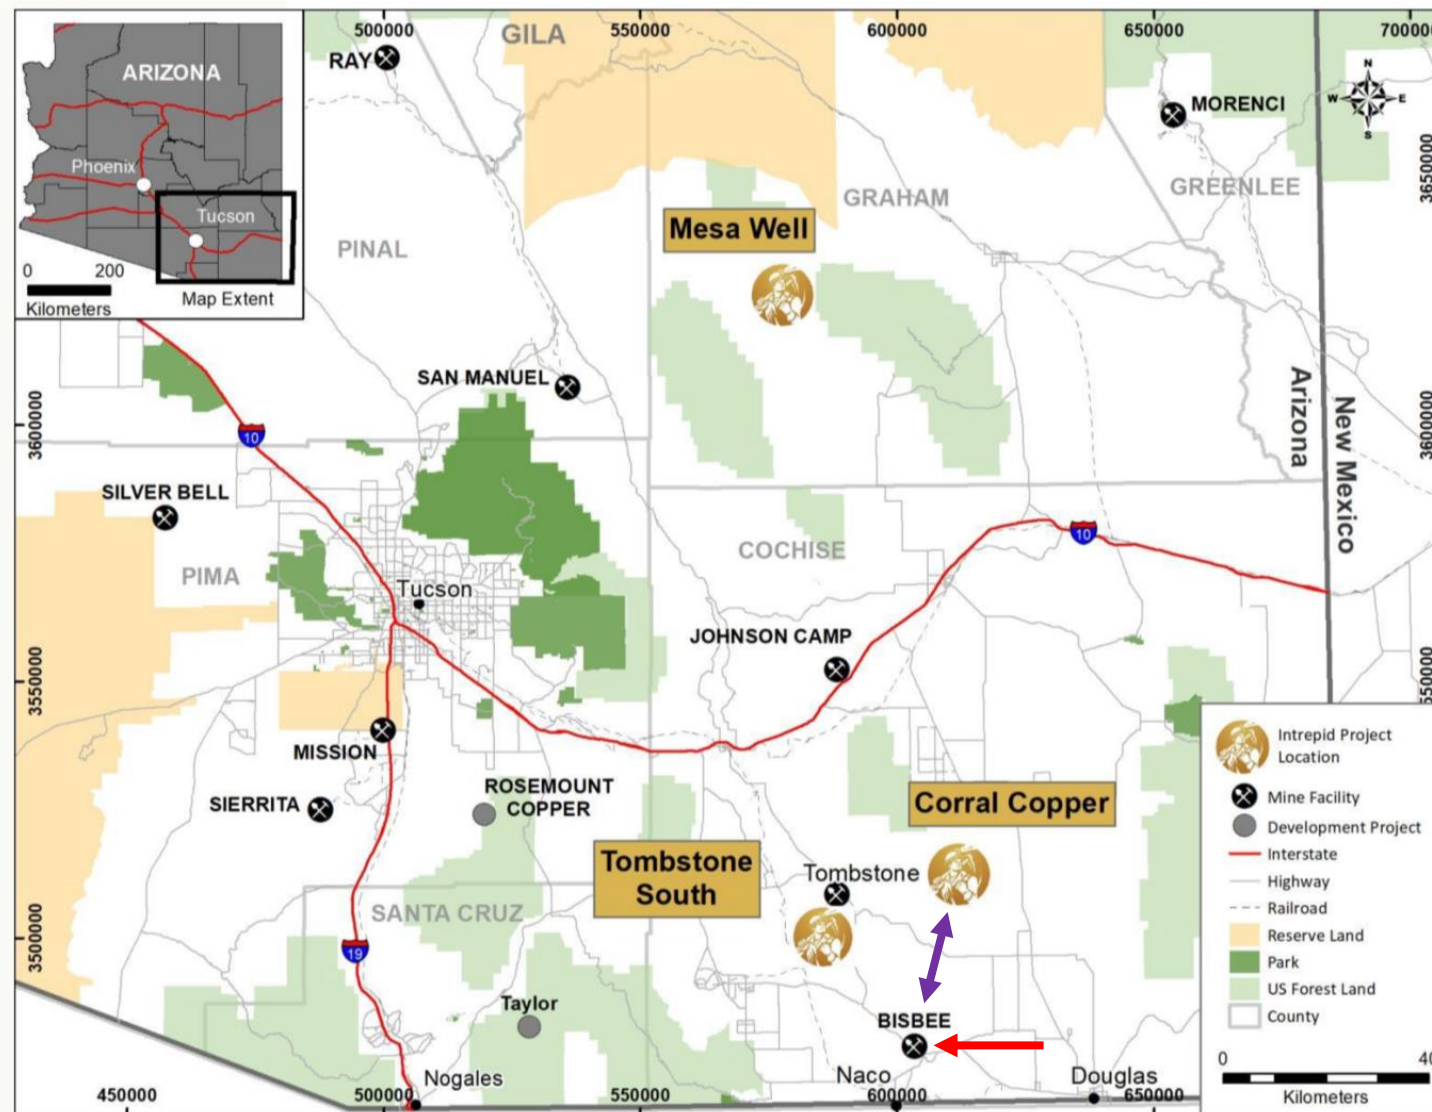 ARIZONA
Phoenix
Tucson
0 200
Kilometers
Map Extent
500000 550000 600000 650000 700000
GILA
RAY
MORENCI
N
W E
S
3650000
GREENLEE
GRAHAM
Mesa Well
PINAL
SAN MANUEL
Arizona
New Mexico
3600000
3600000
10
SILVER BELL
10
COCHISE
PIMA
Tucson
JOHNSON CAMP
3550000
MISSION
SIERRITA
ROSEMOUNT
COPPER
Corral Copper
Tombstone
South
Tombstone
SANTA CRUZ
3500000
19
Taylor
BISBEE
Nogales
Naco
Douglas
450000 500000 550000 600000 650000
Intrepid Project
Location
Mine Facility
Development Project
Interstate
Highway
Railroad
Reserve Land
Park
US Forest Land
County
0 40
Kilometers